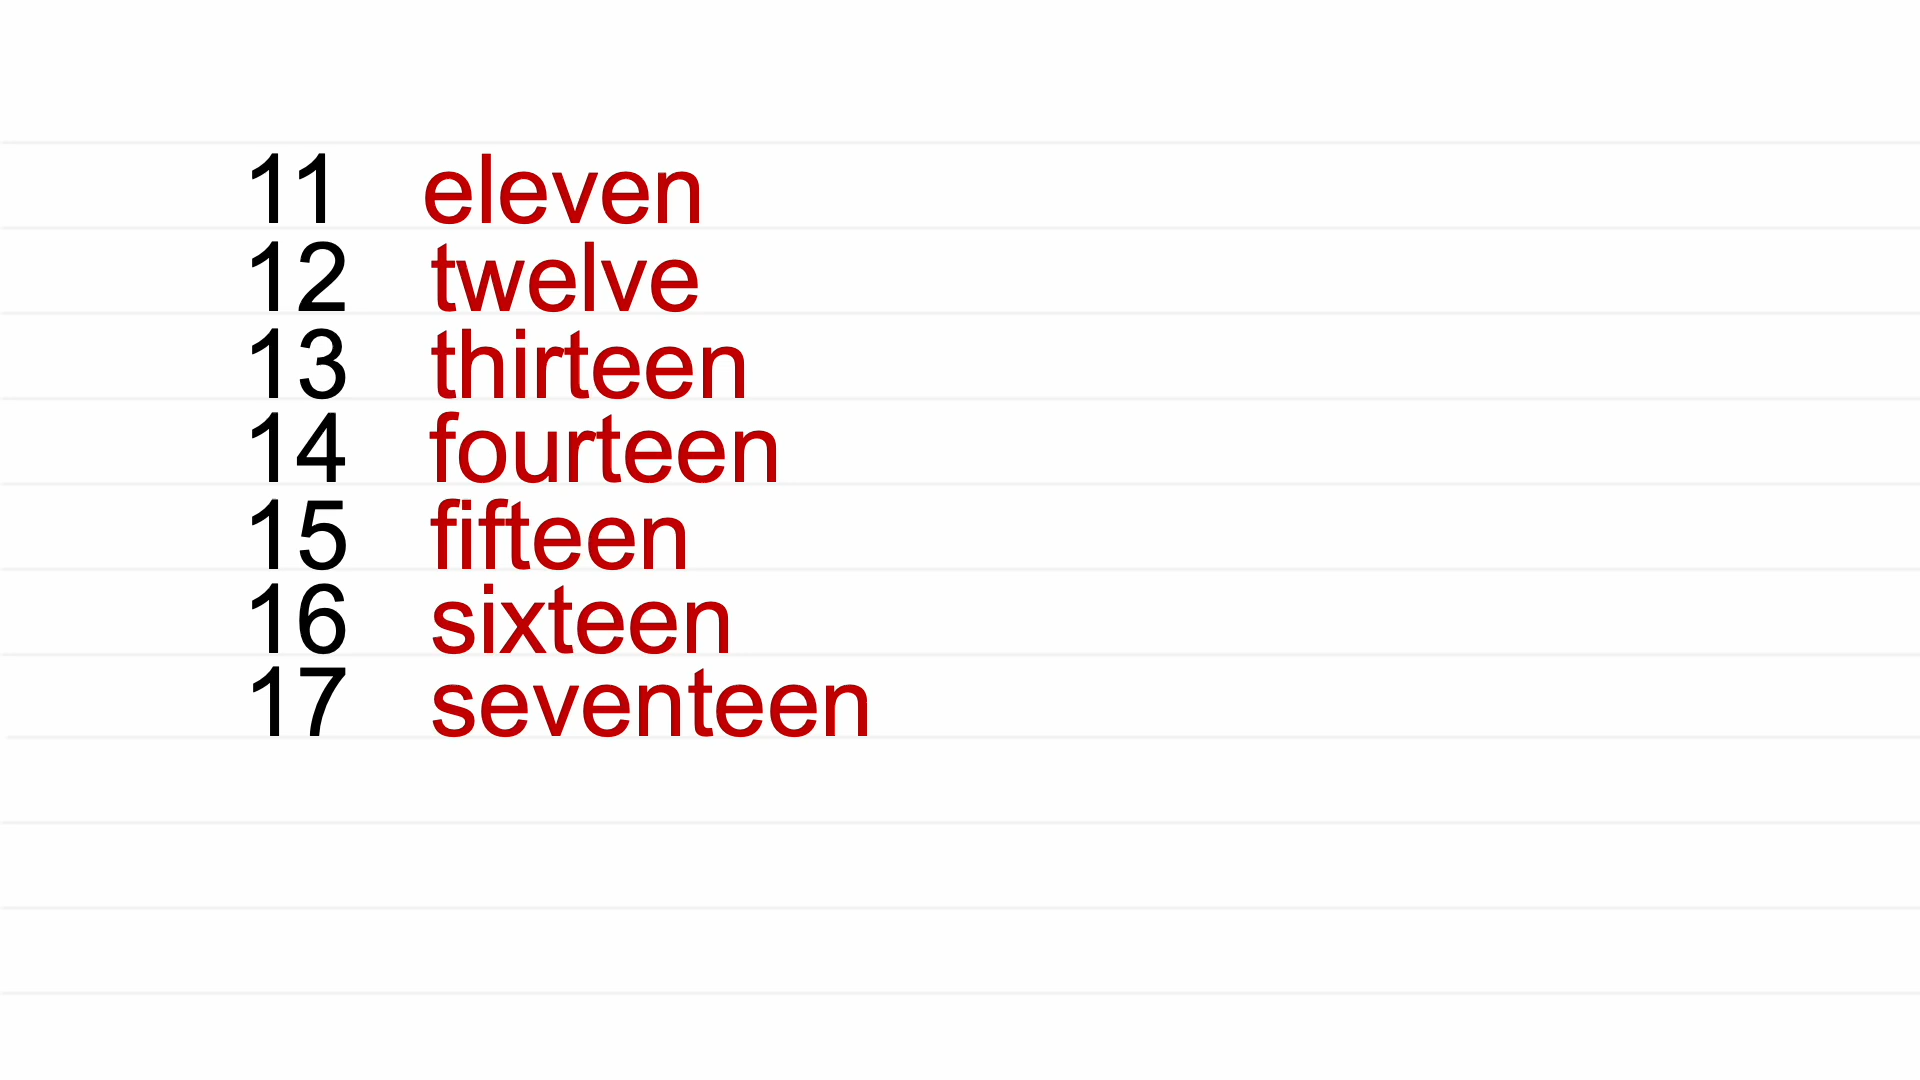 11 eleven
12 twelve
13 thirteen
14 fourteen
15 fifteen
16 sixteen
17 seventeen